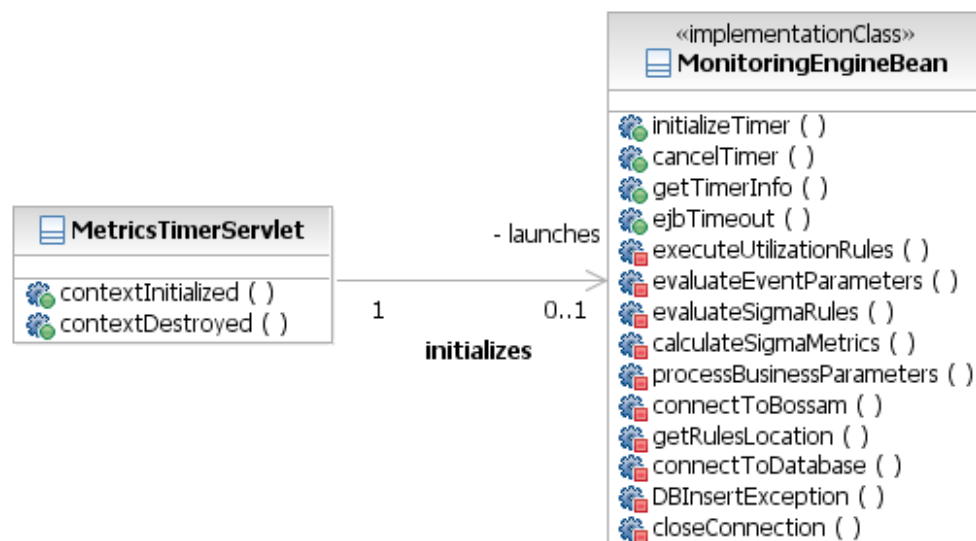 «implementationClass»
MonitoringEngineBean
initializeTimer ( )
cancelTimer ( )
getTimerInfo ( )
ejbTimeout ( )
executeUtilizationRules ( )
evaluateEventParameters ( )
evaluateSigmaRules ( )
calculateSigmaMetrics ( )
processBusinessParameters ( )
connectToBossam ( )
getRulesLocation ( )
connectToDatabase ( )
DBInsertException ( )
closeConnection ( )
MetricsTimerServlet
contextInitialized ( )
contextDestroyed ( )
- launches
1
0..1
initializes